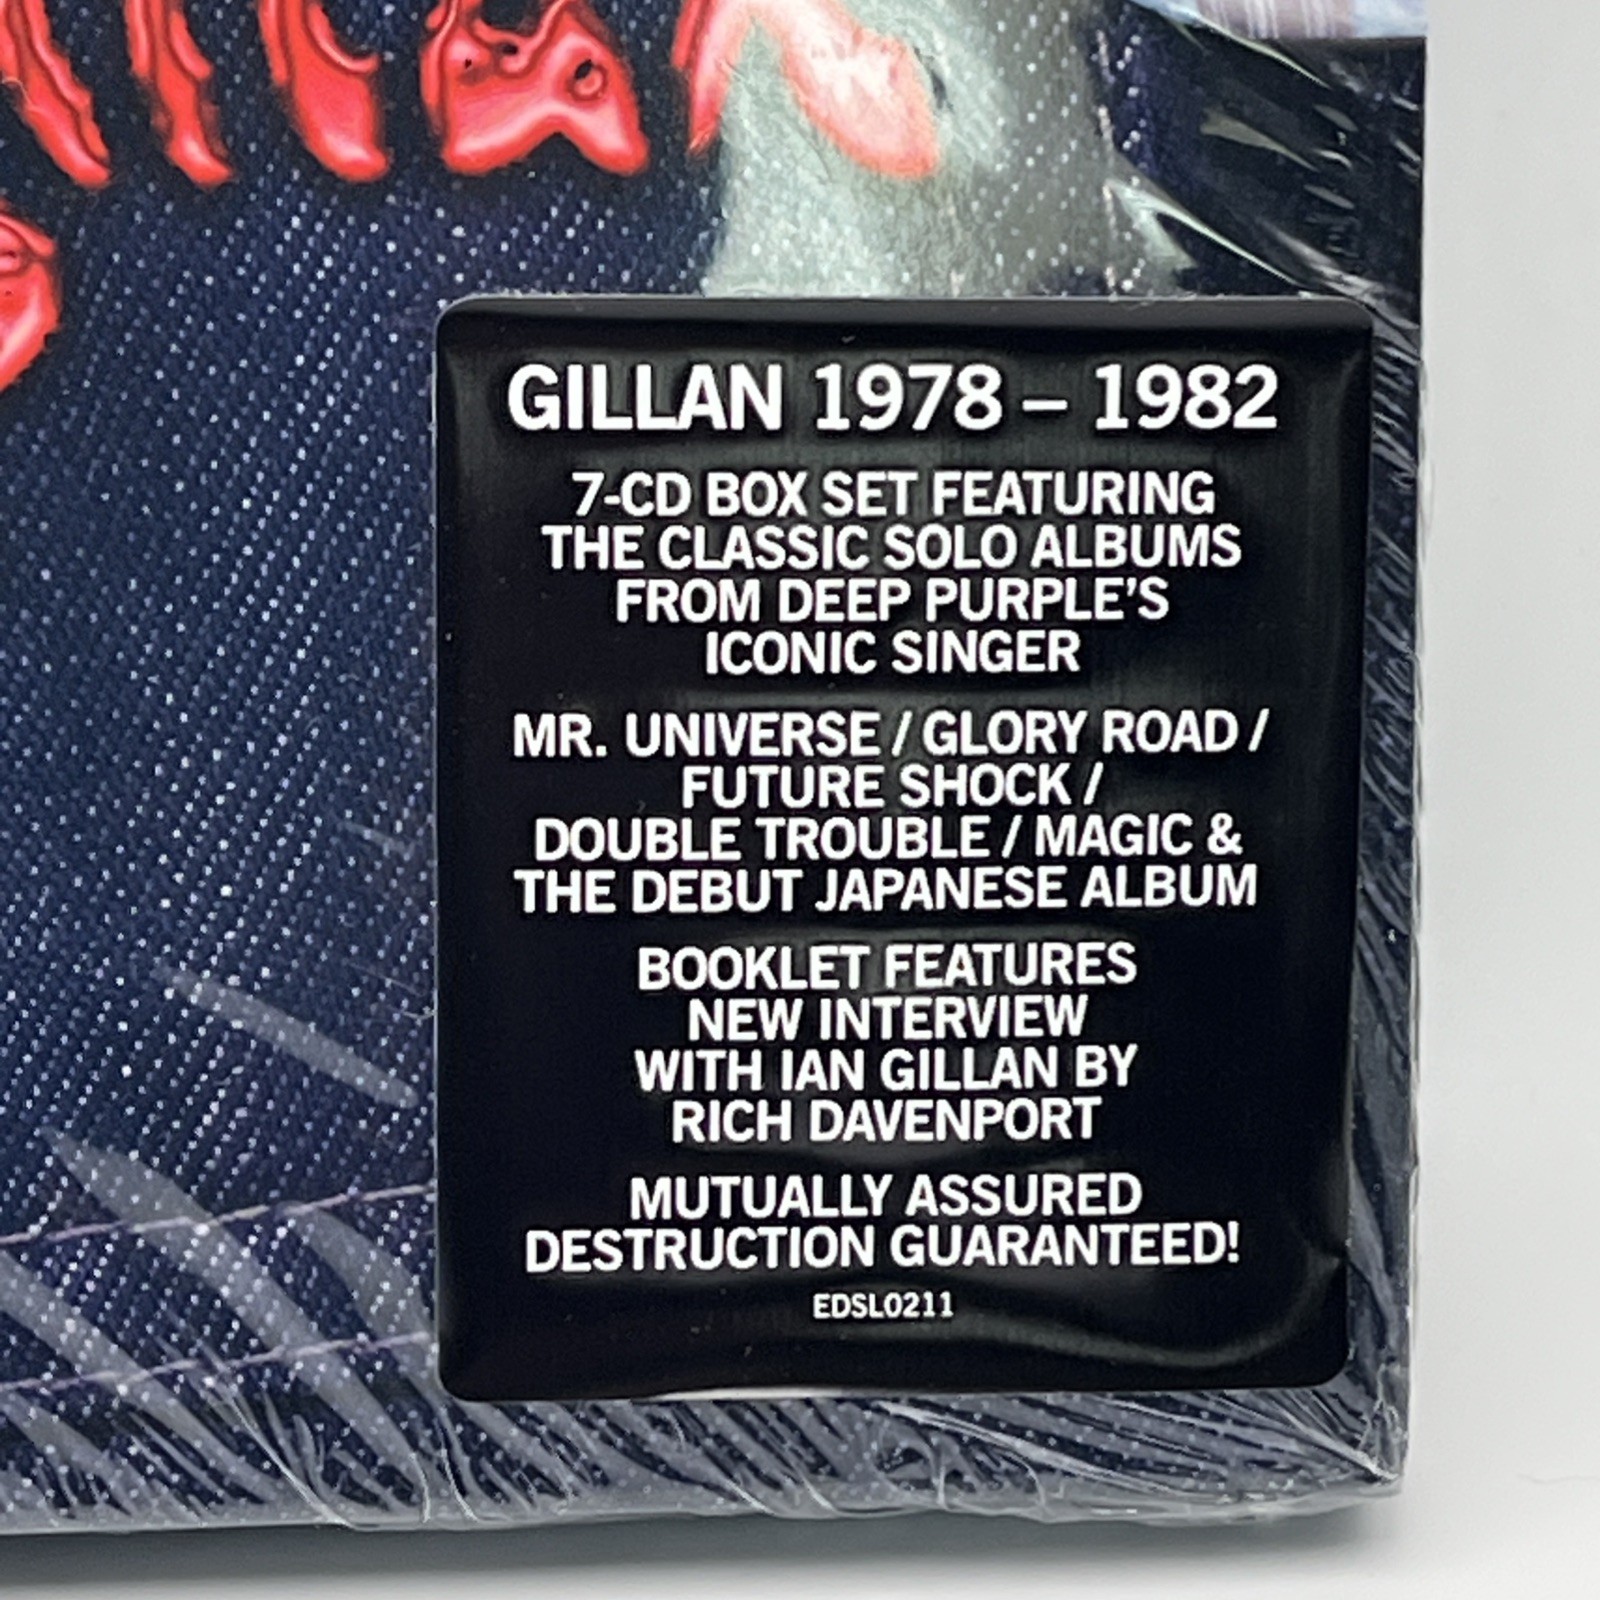 GILLAN 1978 – 1982
7-CD BOX SET FEATURING
THE CLASSIC SOLO ALBUMS
FROM DEEP PURPLE'S
ICONIC SINGER
MR. UNIVERSE / GLORY ROAD /
FUTURE SHOCK /
DOUBLE TROUBLE / MAGIC &
THE DEBUT JAPANESE ALBUM
BOOKLET FEATURES
NEW INTERVIEW
WITH IAN GILLAN BY
RICH DAVENPORT
MUTUALLY ASSURED
DESTRUCTION GUARANTEED!
EDSL0211